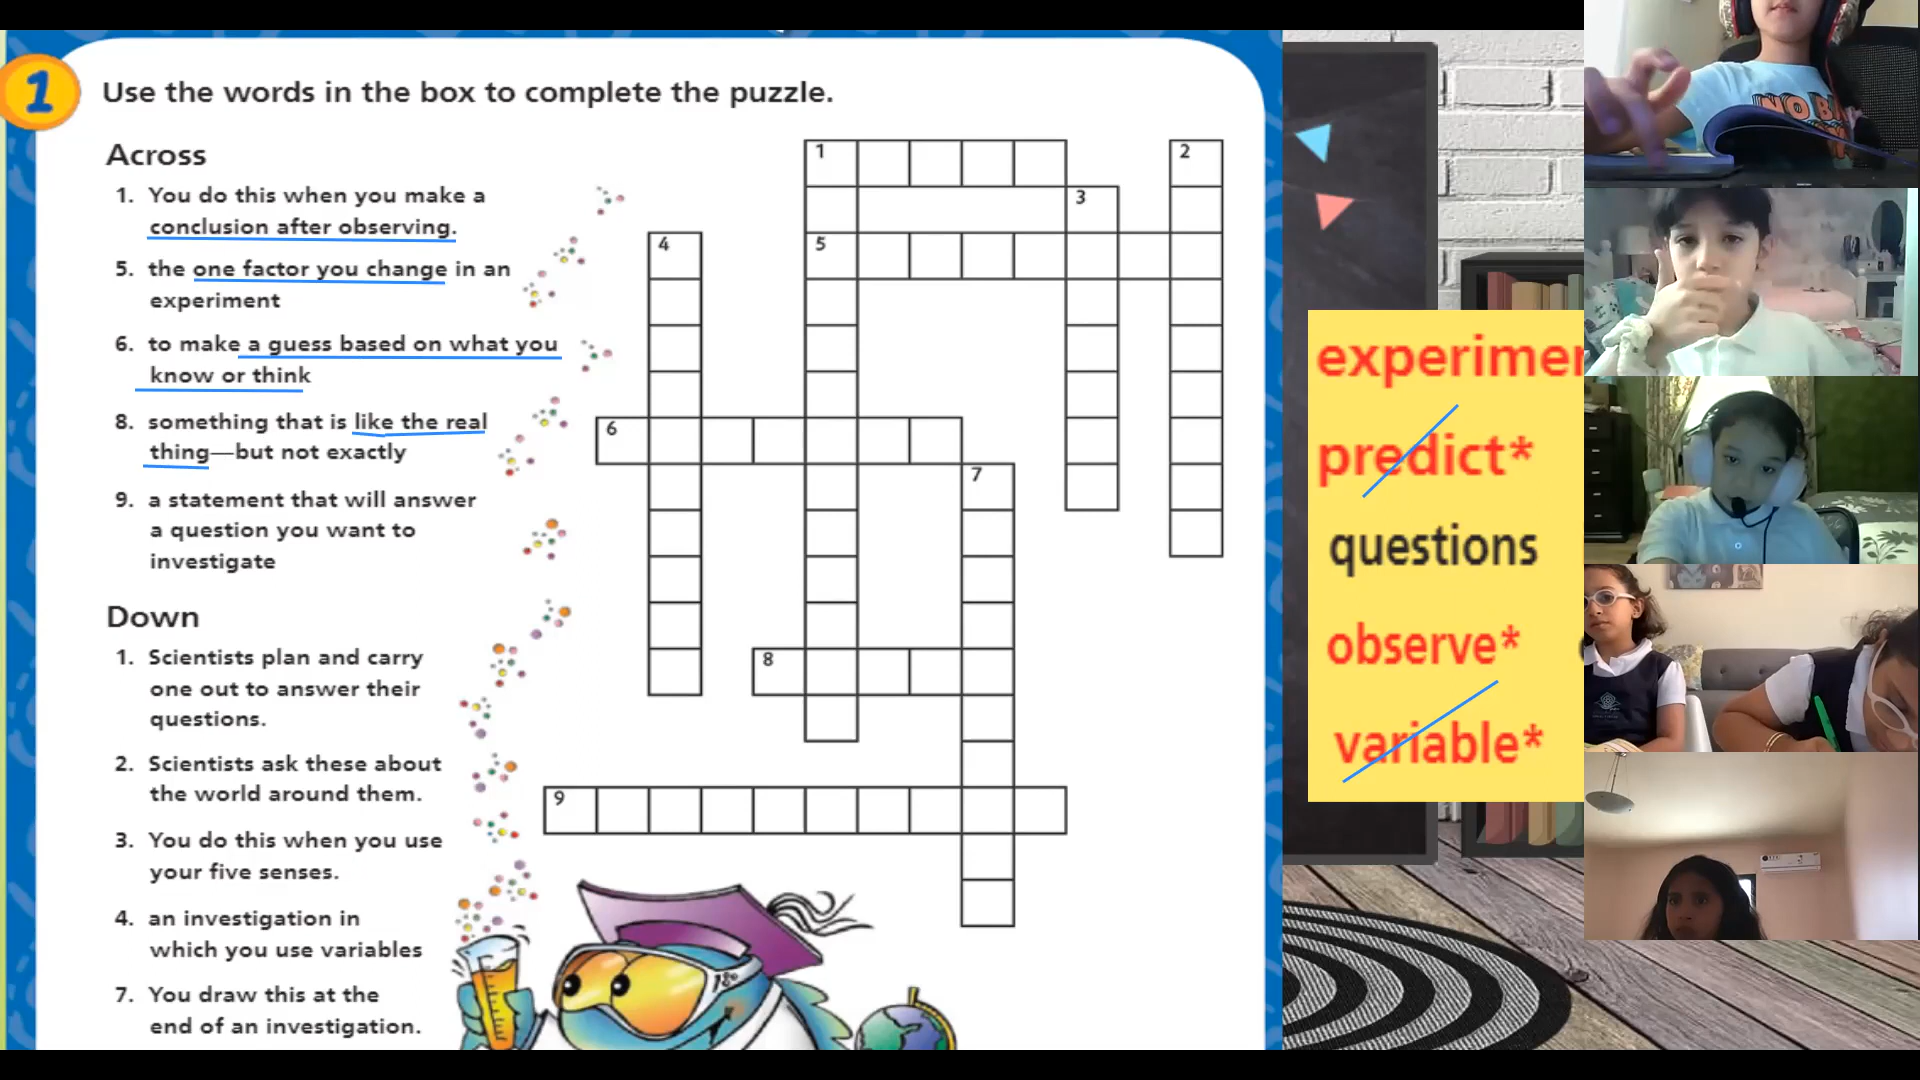 1
Use the words in the box to complete the puzzle.
Across
1. You do this when you make a
conclusion after observing.
5. the one factor you change in an
experiment
6. to make a guess based on what you
know or think
8. something that is like the real
thing—but not exactly
9. a statement that will answer
a question you want to
investigate
Down
1. Scientists plan and carry
one out to answer their
questions.
2. Scientists ask these about
the world around them.
3. You do this when you use
your five senses.
4. an investigation in
which you use variables
7. You draw this at the
end of an investigation.
1
2
3
4
5
6
7
8
9
predict*
questions
observe*
variable*
NO